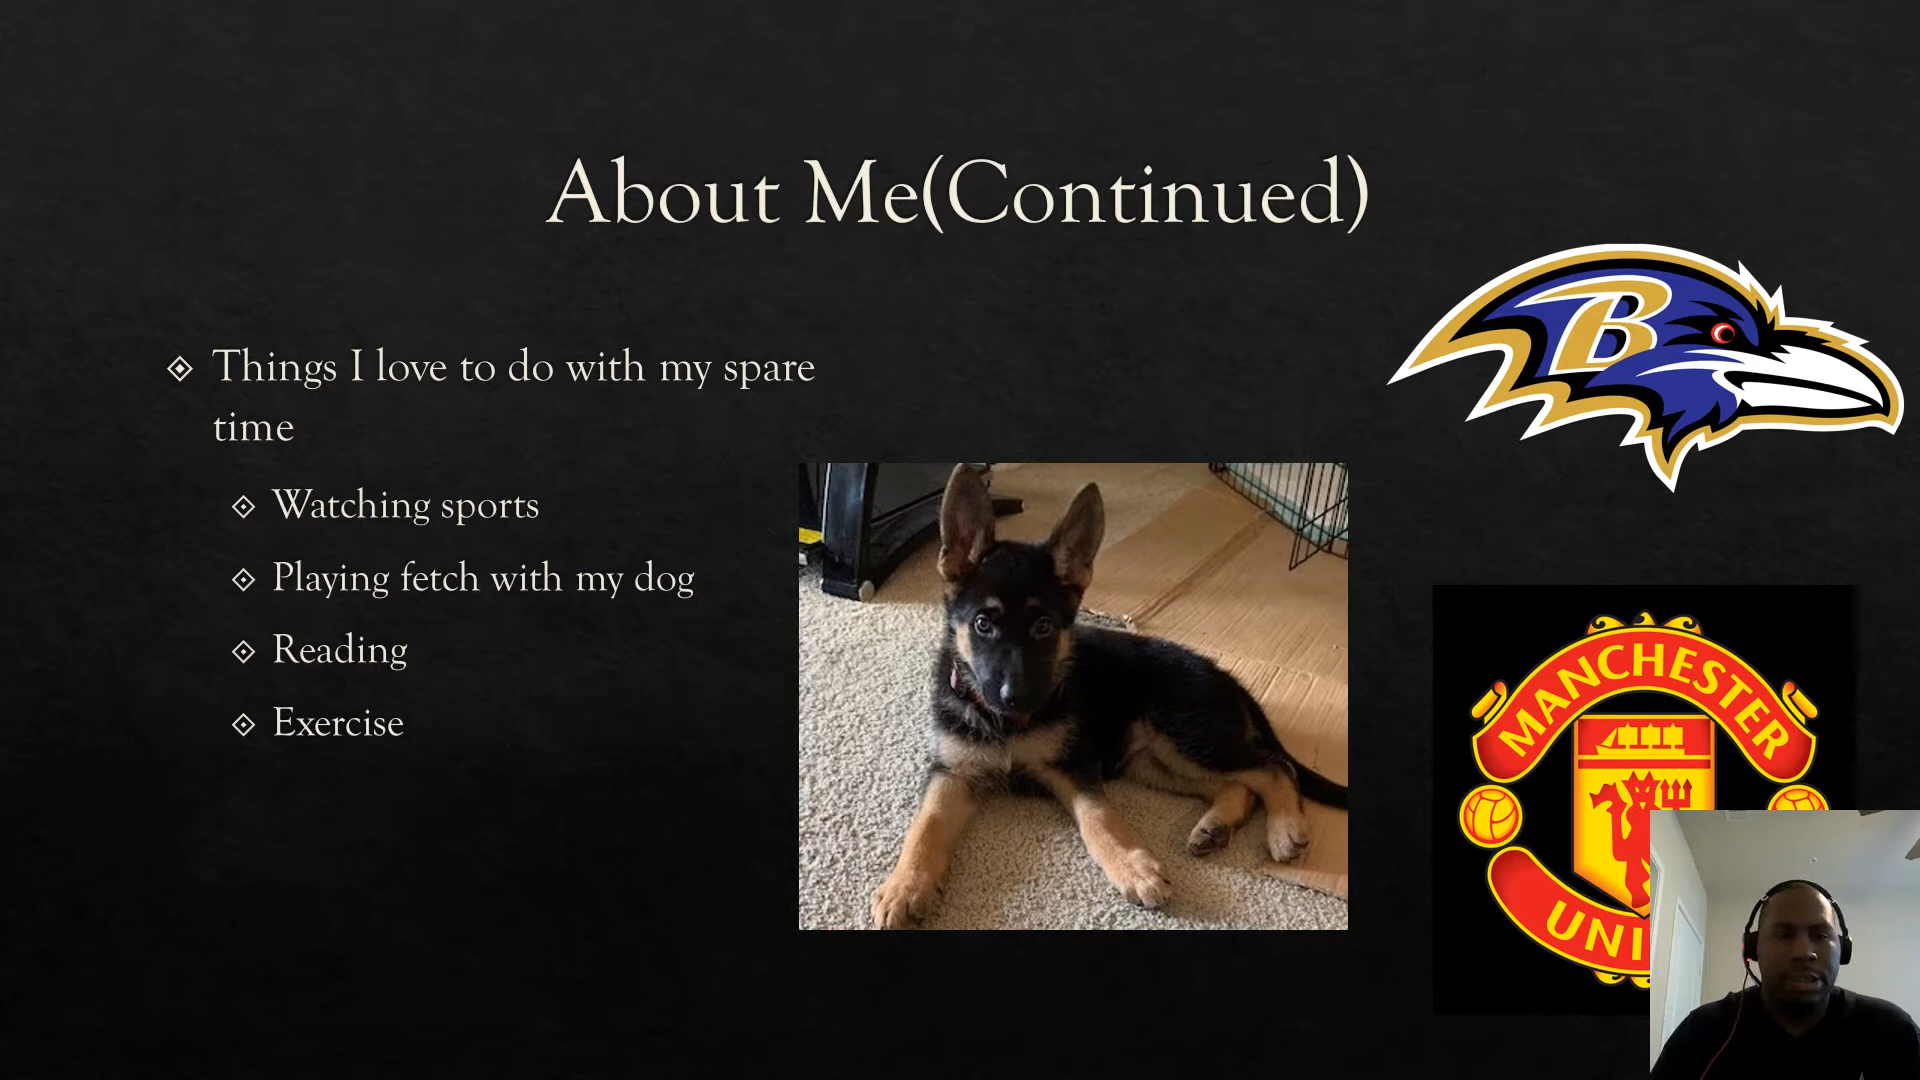 About Me(Continued)
Things I love to do with my spare
time
Watching sports
Playing fetch with my dog
Reading
Exercise
B
MANCHESTER
UNI